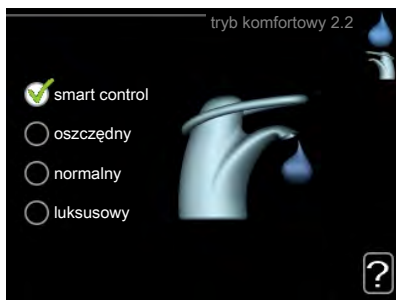 tryb komfortowy 2.2
smart control
oszczędny
normalny
luksusowy
?